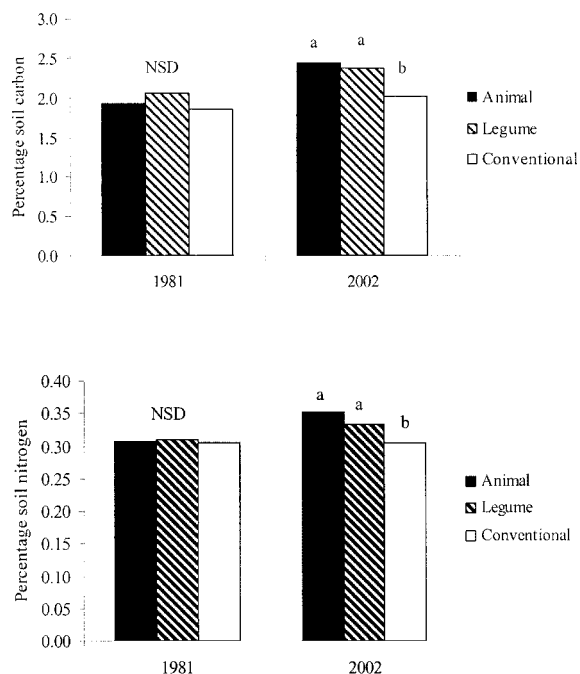 Percentage soil carbon
3.0
2.5
2.0
1.5
1.0
0.5
0.0
NSD
a a
b
1981 2002
Animal
Legume
Conventional
Percentage soil nitrogen
0.40
0.35
0.30
0.25
0.20
0.15
0.10
0.05
0.00
NSD
a a
b
1981 2002
Animal
Legume
Conventional